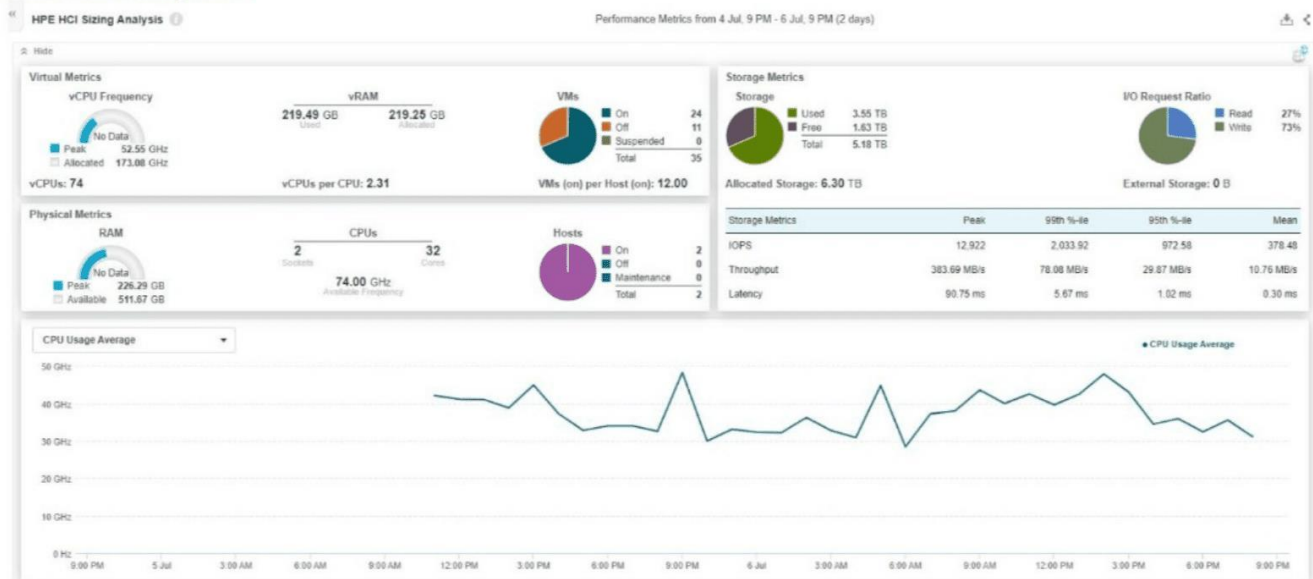 HPE HCI Sizing Analysis
Performance Metrics from 4 Jul, 9 PM - 6 Jul, 9 PM (2 days)
Hide
Virtual Metrics
vCPU Frequency
No Data
Peak 52.55 GHz
Allocated 173.08 GHz
vCPUs: 74
vRAM
219.49 GB 219.25 GB
Used Allocated
vCPUs per CPU: 2.31
VMs
On 24
Off 11
Suspended 0
Total 35
VMs (on) per Host (on): 12.00
Physical Metrics
RAM
No Data
Peak 226.29 GB
Available 511.67 GB
CPUs
2 32
Sockets Cores
74.00 GHz
Available Frequency
Hosts
On 2
Off 0
Maintenance 0
Total 2
Storage Metrics
Storage
Used 3.55 TB
Free 1.63 TB
Total 5.18 TB
Allocated Storage: 6.30 TB
I/O Request Ratio
Read 27%
Write 73%
External Storage: 0 B
Storage Metrics Peak 99th %-ile 95th %-ile Mean
IOPS 12,922 2,033.92 972.58 378.48
Throughput 383.69 MB/s 78.08 MB/s 29.87 MB/s 10.76 MB/s
Latency 90.75 ms 5.67 ms 1.02 ms 0.30 ms
CPU Usage Average
CPU Usage Average
50 GHz
40 GHz
30 GHz
20 GHz
10 GHz
0 Hz
9:00 PM 5 Jul 3:00 AM 6:00 AM 9:00 AM 12:00 PM 3:00 PM 6:00 PM 9:00 PM 6 Jul 3:00 AM 6:00 AM 9:00 AM 12:00 PM 3:00 PM 6:00 PM 9:00 PM